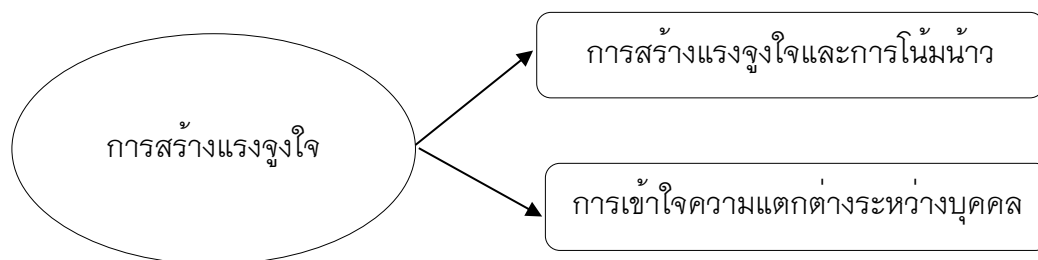 การสร้างแรงจูงใจและการโน้มน้าว
การสร้างแรงจูงใจ
การเข้าใจความแตกต่างระหว่างบุคคล